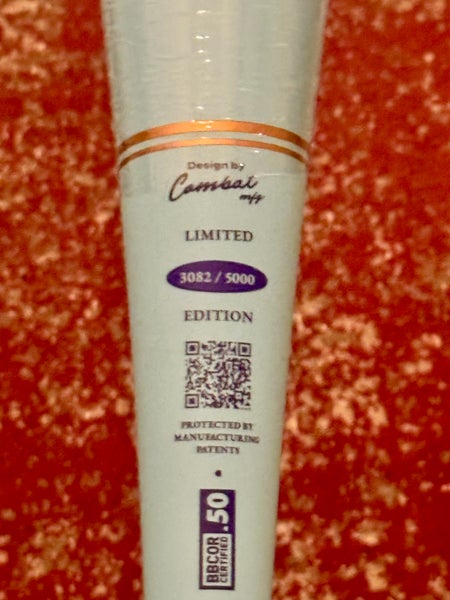 Design by
Combat
mfg
LIMITED
3082 / 5000
EDITION
PROTECTED BY
MANUFACTURING
PATENTS
BBCOR .50
CERTIFIED